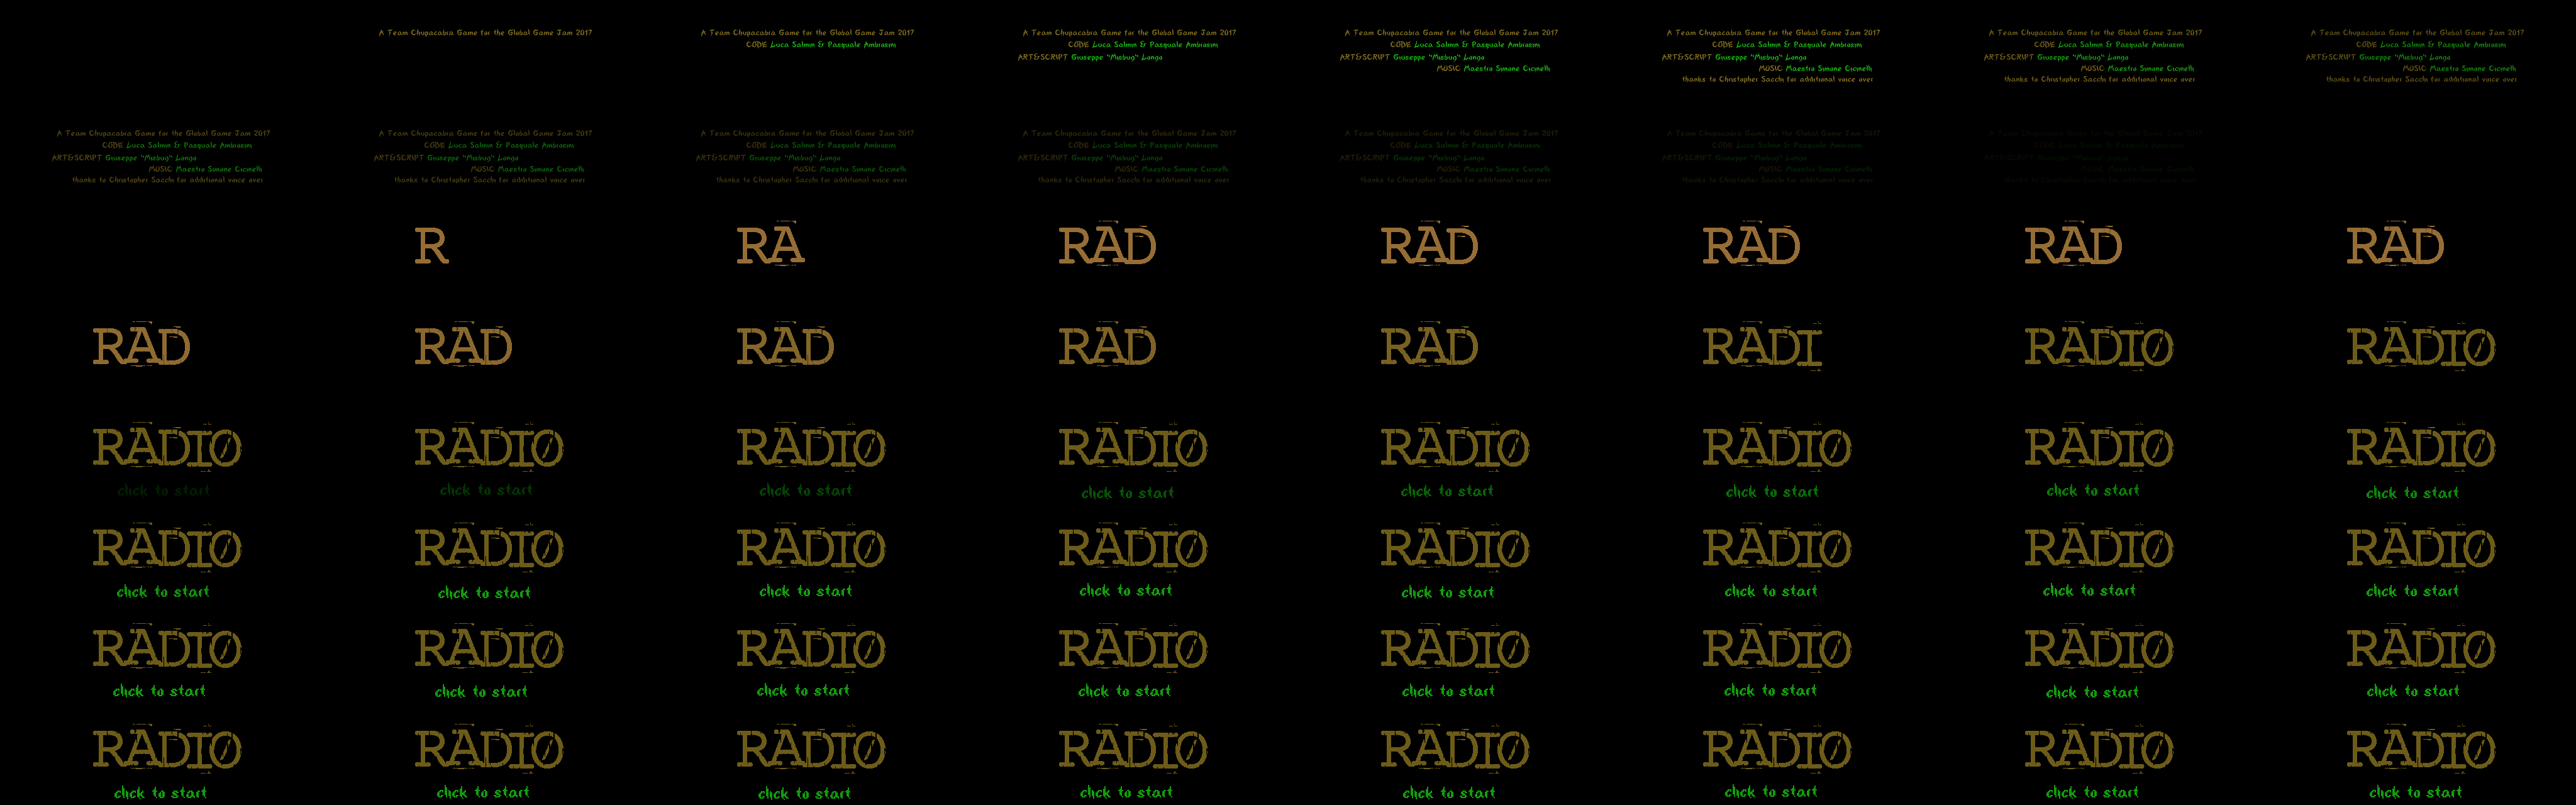 A Team Chupacabra Game for the Global Game Jam 2017
A Team Chupacabra Game for the Global Game Jam 2017
CODE Luca Salmin & Pasquale Ambrosini
A Team Chupacabra Game for the Global Game Jam 2017
CODE Luca Salmin & Pasquale Ambrosini
ART&SCRIPT Giuseppe "Misbug" Longo
A Team Chupacabra Game for the Global Game Jam 2017
CODE Luca Salmin & Pasquale Ambrosini
ART&SCRIPT Giuseppe "Misbug" Longo
MUSIC Maestro Simone Cicinelli
A Team Chupacabra Game for the Global Game Jam 2017
CODE Luca Salmin & Pasquale Ambrosini
ART&SCRIPT Giuseppe "Misbug" Longo
MUSIC Maestro Simone Cicinelli
thanks to Christopher Sacchi for additional voice over
A Team Chupacabra Game for the Global Game Jam 2017
CODE Luca Salmin & Pasquale Ambrosini
ART&SCRIPT Giuseppe "Misbug" Longo
MUSIC Maestro Simone Cicinelli
thanks to Christopher Sacchi for additional voice over
A Team Chupacabra Game for the Global Game Jam 2017
CODE Luca Salmin & Pasquale Ambrosini
ART&SCRIPT Giuseppe "Misbug" Longo
MUSIC Maestro Simone Cicinelli
thanks to Christopher Sacchi for additional voice over
A Team Chupacabra Game for the Global Game Jam 2017
CODE Luca Salmin & Pasquale Ambrosini
ART&SCRIPT Giuseppe "Misbug" Longo
MUSIC Maestro Simone Cicinelli
thanks to Christopher Sacchi for additional voice over
A Team Chupacabra Game for the Global Game Jam 2017
CODE Luca Salmin & Pasquale Ambrosini
ART&SCRIPT Giuseppe "Misbug" Longo
MUSIC Maestro Simone Cicinelli
thanks to Christopher Sacchi for additional voice over
A Team Chupacabra Game for the Global Game Jam 2017
CODE Luca Salmin & Pasquale Ambrosini
ART&SCRIPT Giuseppe "Misbug" Longo
MUSIC Maestro Simone Cicinelli
thanks to Christopher Sacchi for additional voice over
A Team Chupacabra Game for the Global Game Jam 2017
CODE Luca Salmin & Pasquale Ambrosini
ART&SCRIPT Giuseppe "Misbug" Longo
MUSIC Maestro Simone Cicinelli
thanks to Christopher Sacchi for additional voice over
A Team Chupacabra Game for the Global Game Jam 2017
CODE Luca Salmin & Pasquale Ambrosini
ART&SCRIPT Giuseppe "Misbug" Longo
MUSIC Maestro Simone Cicinelli
thanks to Christopher Sacchi for additional voice over
A Team Chupacabra Game for the Global Game Jam 2017
CODE Luca Salmin & Pasquale Ambrosini
ART&SCRIPT Giuseppe "Misbug" Longo
MUSIC Maestro Simone Cicinelli
thanks to Christopher Sacchi for additional voice over
R
RA
RAD
RAD
RAD
RAD
RAD
RAD
RAD
RAD
RAD
RAD
RADI
RADIO
RADIO
RADIO
click to start
RADIO
click to start
RADIO
click to start
RADIO
click to start
RADIO
click to start
RADIO
click to start
RADIO
click to start
RADIO
click to start
RADIO
click to start
RADIO
click to start
RADIO
click to start
RADIO
click to start
RADIO
click to start
RADIO
click to start
RADIO
click to start
RADIO
click to start
RADIO
click to start
RADIO
click to start
RADIO
click to start
RADIO
click to start
RADIO
click to start
RADIO
click to start
RADIO
click to start
RADIO
click to start
RADIO
click to start
RADIO
click to start
RADIO
click to start
RADIO
click to start
RADIO
click to start
RADIO
click to start
RADIO
click to start
RADIO
click to start